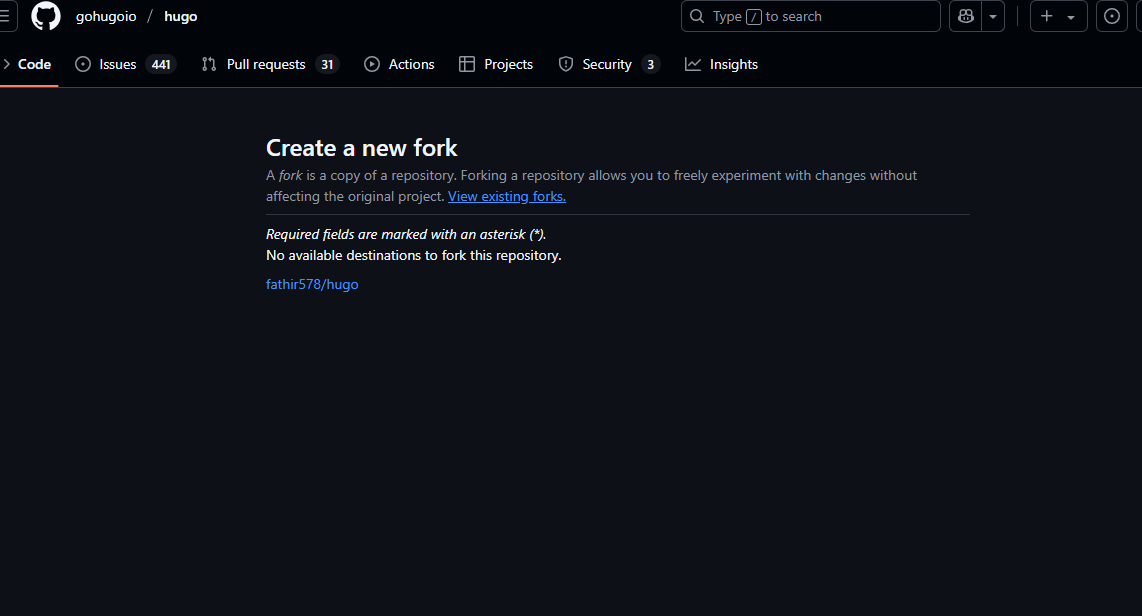 gohugoio / hugo
Type / to search
Code Issues 441 Pull requests 31 Actions Projects Security 3 Insights
Create a new fork
A fork is a copy of a repository. Forking a repository allows you to freely experiment with changes without
affecting the original project. View existing forks.
Required fields are marked with an asterisk (*).
No available destinations to fork this repository.
fathir578/hugo